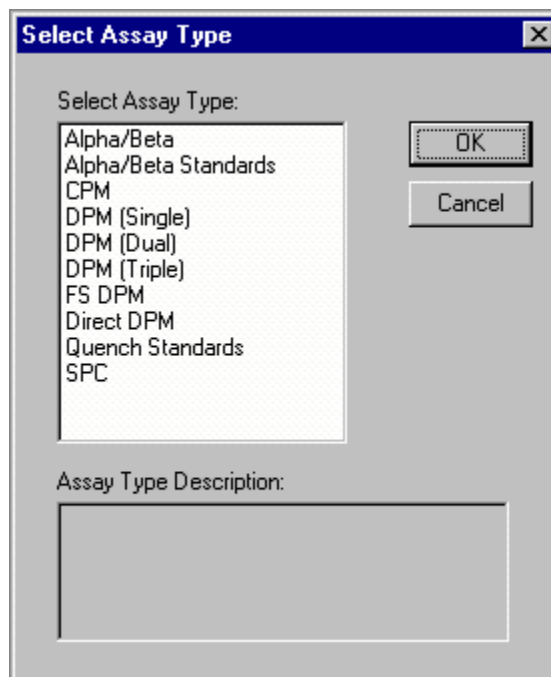 Select Assay Type
Select Assay Type:
Alpha/Beta
Alpha/Beta Standards
CPM
DPM (Single)
DPM (Dual)
DPM (Triple)
FS DPM
Direct DPM
Quench Standards
SPC
OK
Cancel
Assay Type Description: